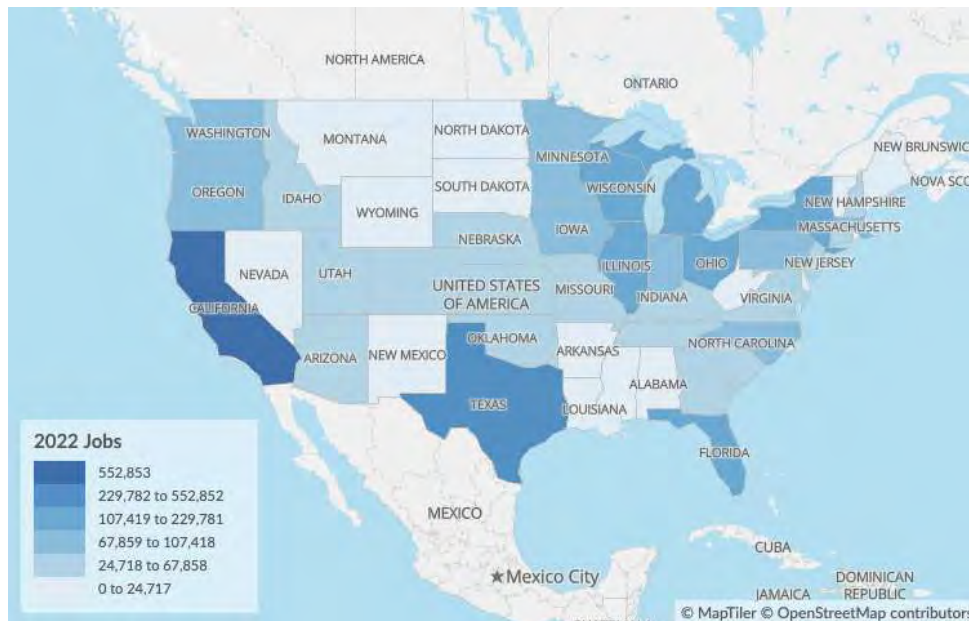 NORTH AMERICA
ONTARIO
WASHINGTON
MONTANA
NORTH DAKOTA
NEW BRUNSWICK
MINNESOTA
SOUTH DAKOTA
WISCONSIN
NOVA SCO
OREGON
IDAHO
NEW HAMPSHIRE
WYOMING
MASSACHUSETTS
IOWA
NEBRASKA
NEVADA
UTAH
ILLINOIS
OHIO
NEW JERSEY
UNITED STATES
OF AMERICA
MISSOURI
INDIANA
VIRGINIA
CALIFORNIA
OKLAHOMA
NORTH CAROLINA
ARIZONA
NEW MEXICO
ARKANSAS
ALABAMA
TEXAS
LOUISIANA
FLORIDA
MEXICO
CUBA
Mexico City
DOMINICAN
REPUBLIC
JAMAICA
2022 Jobs
552,853
229,782 to 552,852
107,419 to 229,781
67,859 to 107,418
24,718 to 67,858
0 to 24,717
© MapTiler © OpenStreetMap contributors